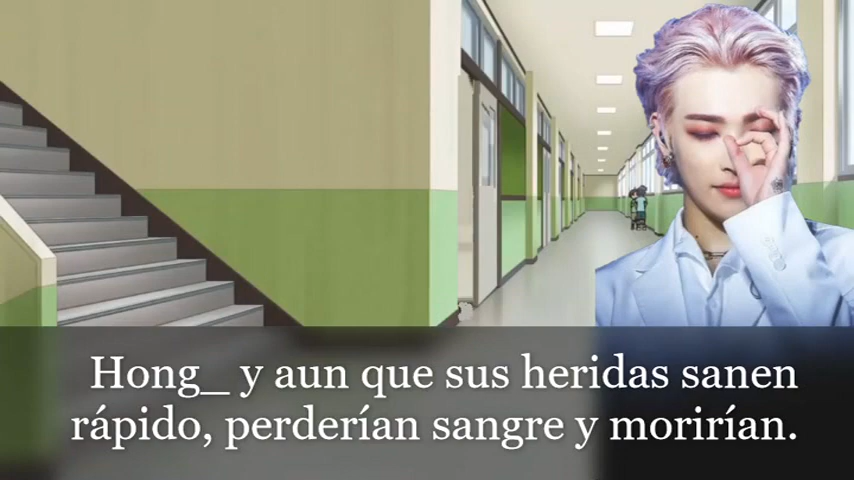 Hong_ y aun que sus heridas sanen
rápido, perderían sangre y morirían.